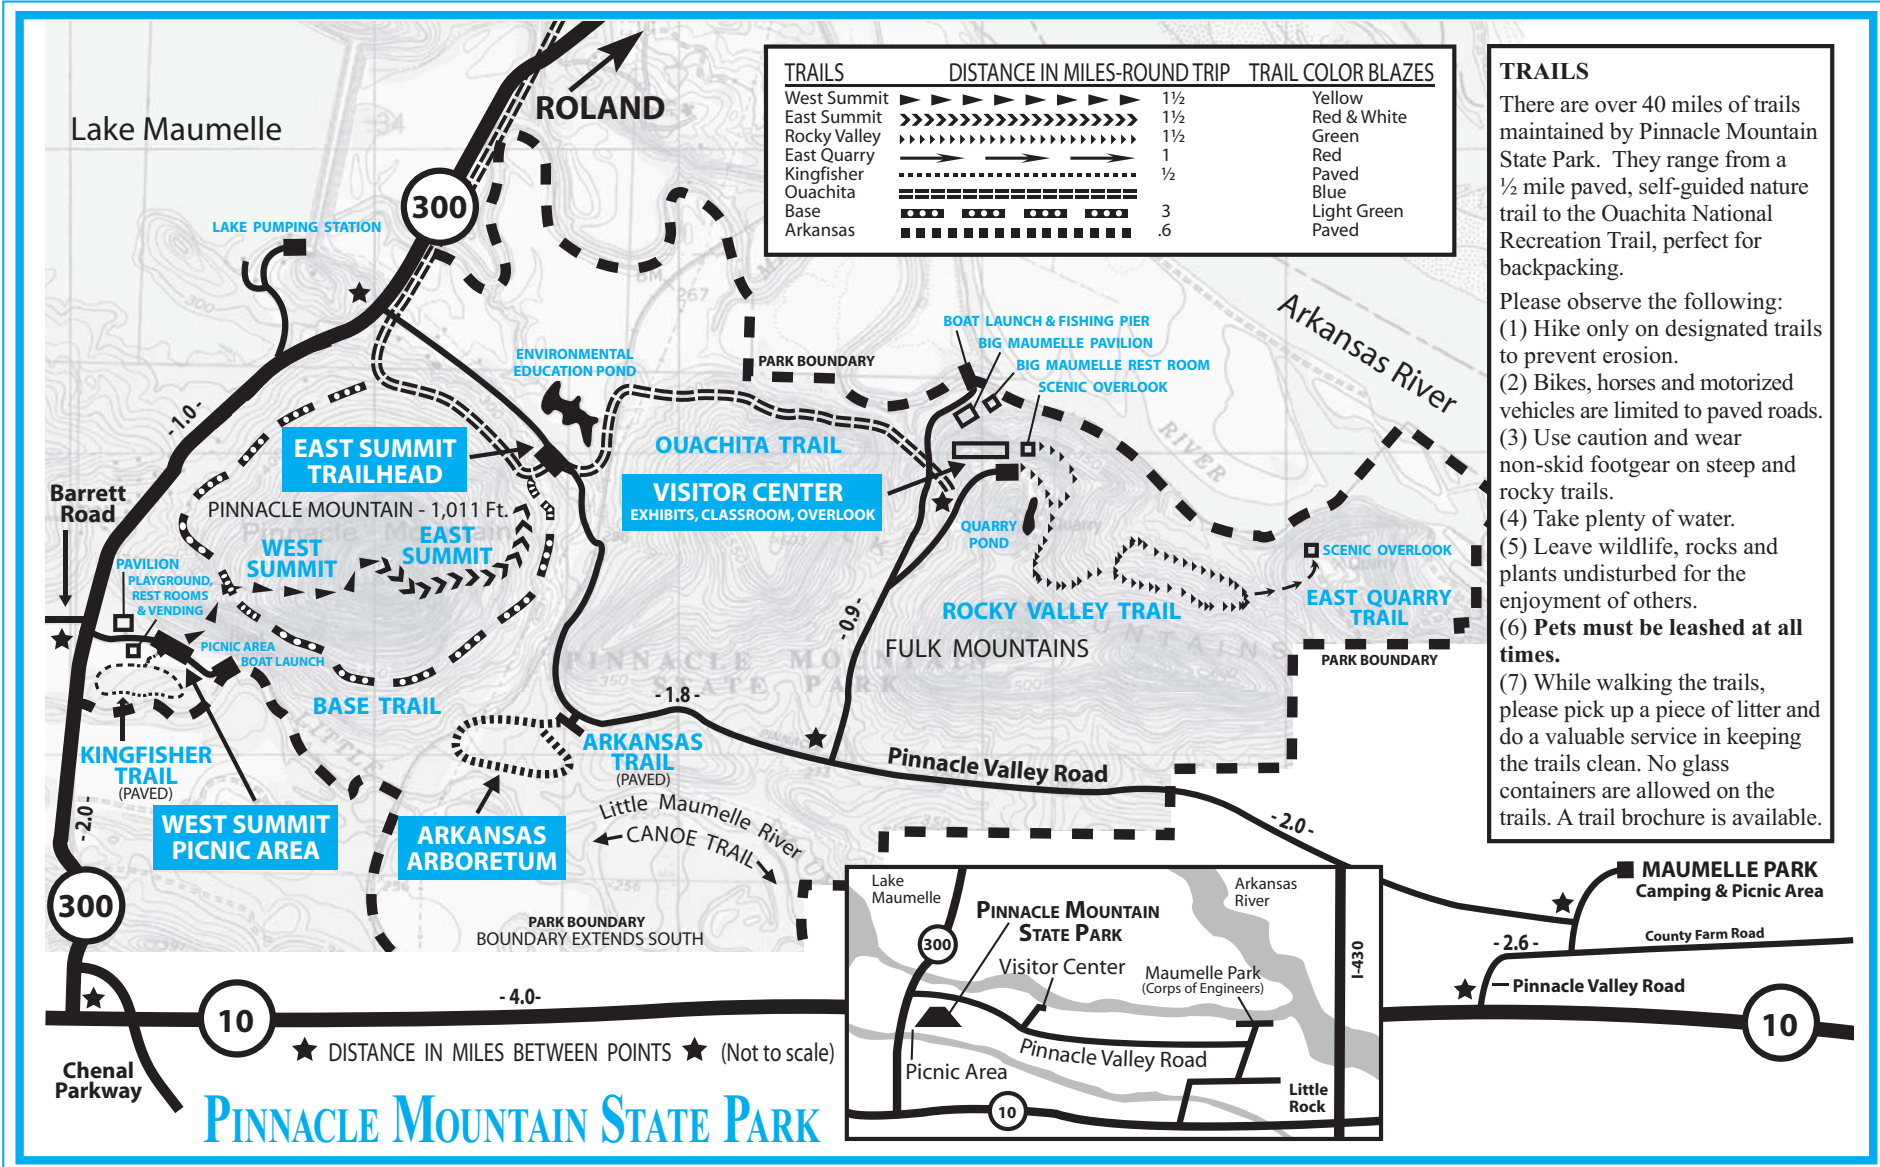 Lake Maumelle
ROLAND
300
LAKE PUMPING STATION
TRAILS DISTANCE IN MILES-ROUND TRIP TRAIL COLOR BLAZES
West Summit 1½ Yellow
East Summit 1½ Red & White
Rocky Valley 1½ Green
East Quarry 1 Red
Kingfisher ½ Paved
Ouachita Blue
Base 3 Light Green
Arkansas .6 Paved
TRAILS
There are over 40 miles of trails
maintained by Pinnacle Mountain
State Park. They range from a
½ mile paved, self-guided nature
trail to the Ouachita National
Recreation Trail, perfect for
backpacking.
Please observe the following:
(1) Hike only on designated trails
to prevent erosion.
(2) Bikes, horses and motorized
vehicles are limited to paved roads.
(3) Use caution and wear
non-skid footgear on steep and
rocky trails.
(4) Take plenty of water.
(5) Leave wildlife, rocks and
plants undisturbed for the
enjoyment of others.
(6) Pets must be leashed at all
times.
(7) While walking the trails,
please pick up a piece of litter and
do a valuable service in keeping
the trails clean. No glass
containers are allowed on the
trails. A trail brochure is available.
Arkansas River
BOAT LAUNCH & FISHING PIER
BIG MAUMELLE PAVILION
BIG MAUMELLE REST ROOM
SCENIC OVERLOOK
PARK BOUNDARY
ENVIRONMENTAL
EDUCATION POND
-1.0-
EAST SUMMIT
TRAILHEAD
OUACHITA TRAIL
VISITOR CENTER
EXHIBITS, CLASSROOM, OVERLOOK
RIVER
267
34
Barrett
Road
PINNACLE MOUNTAIN - 1,011 Ft.
Pinnacle Mountain
WEST
SUMMIT
EAST
SUMMIT
QUARRY
POND
Quarry
SCENIC OVERLOOK
Quarry
EAST QUARRY
TRAIL
PAVILION
PLAYGROUND,
REST ROOMS
& VENDING
PICNIC AREA
BOAT LAUNCH
ROCKY VALLEY TRAIL
-0.9-
FULK MOUNTAINS
MOUNTAINS
PINNACLE MOUNTAIN
STATE PARK
PARK BOUNDARY
BASE TRAIL
LITTLE
-1.8-
KINGFISHER
TRAIL
(PAVED)
ARKANSAS
TRAIL
(PAVED)
Pinnacle Valley Road
-2.0-
WEST SUMMIT
PICNIC AREA
ARKANSAS
ARBORETUM
Little Maumelle River
CANOE TRAIL
256
256
350
-2.0-
300
PARK BOUNDARY
BOUNDARY EXTENDS SOUTH
MAUMELLE PARK
Camping & Picnic Area
-2.6-
County Farm Road
Pinnacle Valley Road
10
-4.0-
10
Chenal
Parkway
DISTANCE IN MILES BETWEEN POINTS (Not to scale)
PINNACLE MOUNTAIN STATE PARK
Lake
Maumelle
Arkansas
River
PINNACLE MOUNTAIN
STATE PARK
300
Visitor Center
Maumelle Park
(Corps of Engineers)
I-430
Pinnacle Valley Road
Picnic Area
10
Little
Rock